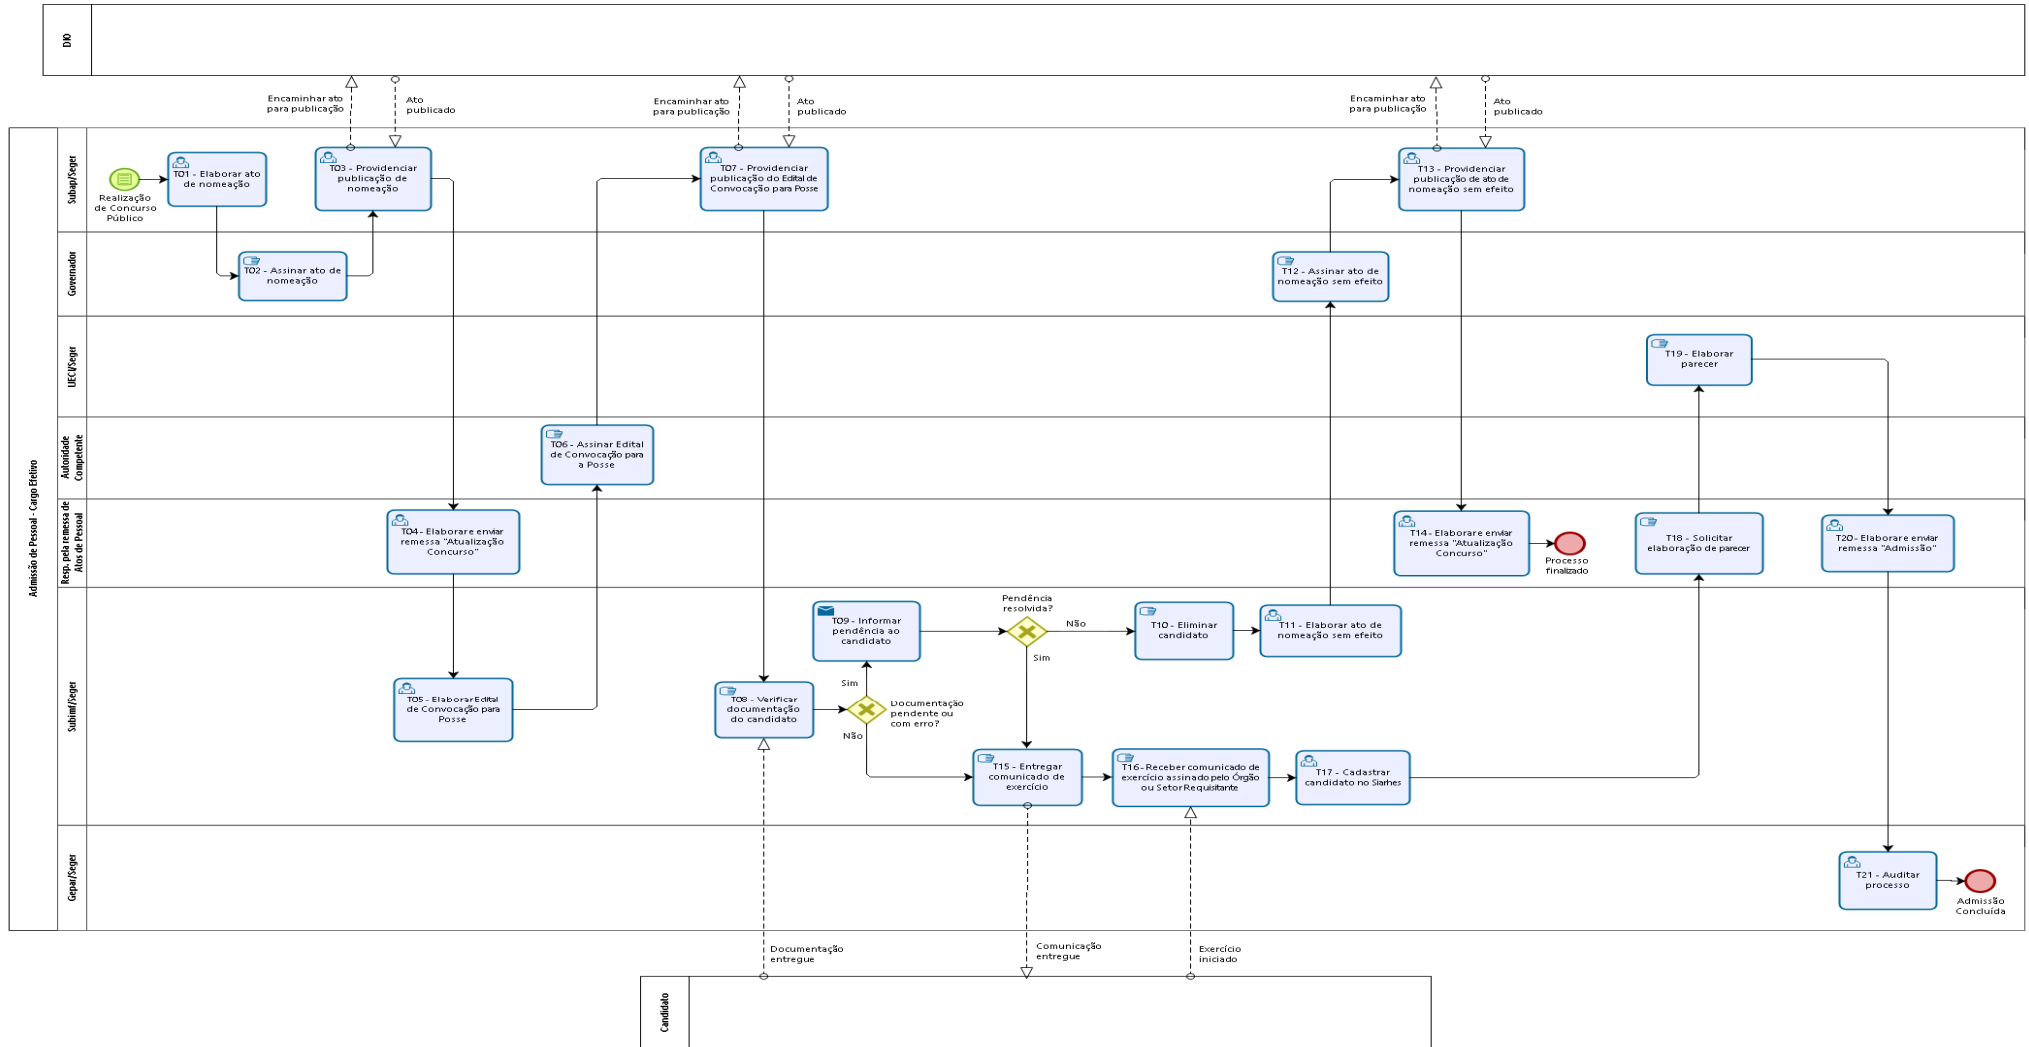 DIO
Encaminhar ato
para publicação
Ato
publicado
Encaminhar ato
para publicação
Ato
publicado
Encaminhar ato
para publicação
Ato
publicado
Admissão de Pessoal - Cargo Efetivo
Subap/Seger
Realização
de Concurso
Público
T01 - Elaborar ato
de nomeação
T03 - Providenciar
publicação de
nomeação
T07 - Providenciar
publicação do Edital de
Convocação para Posse
T13 - Providenciar
publicação de ato de
nomeação sem efeito
Governador
T02 - Assinar ato de
nomeação
T12 - Assinar ato de
nomeação sem efeito
UECI/Seger
T19 - Elaborar
parecer
Autoridade
Competente
T06 - Assinar Edital
de Convocação para
a Posse
Resp. pela remessa de
Atos de Pessoal
T04 - Elaborar e enviar
remessa "Atualização
Concurso"
T14 - Elaborar e enviar
remessa "Atualização
Concurso"
Processo
finalizado
T18 - Solicitar
elaboração de parecer
T20 - Elaborar e enviar
remessa "Admissão"
Subimf/Seger
T05 - Elaborar Edital
de Convocação para
Posse
T08 - Verificar
documentação
do candidato
T09 - Informar
pendência ao
candidato
Sim
Documentação
pendente ou
com erro?
Não
Pendência
resolvida?
Não
Sim
T10 - Eliminar
candidato
T11 - Elaborar ato de
nomeação sem efeito
T15 - Entregar
comunicado de
exercício
T16 - Receber comunicado de
exercício assinado pelo Órgão
ou Setor Requisitante
T17 - Cadastrar
candidato no Siarhes
Gepar/Seger
T21 - Auditar
processo
Admissão
Concluída
Documentação
entregue
Comunicação
entregue
Exercício
iniciado
Candidato